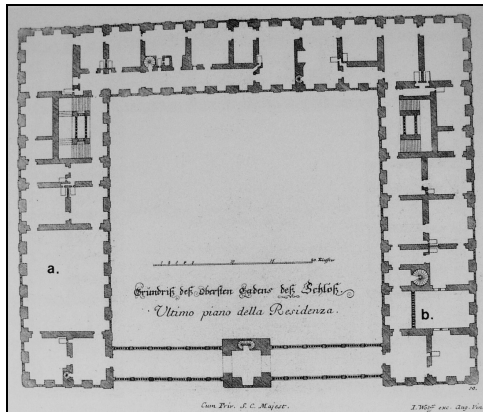 a.
b.
Grundriß deß obersten Gadens deß Schloß.
Ultimo piano della Residenza.
Cum Priv. S. C. Majest.